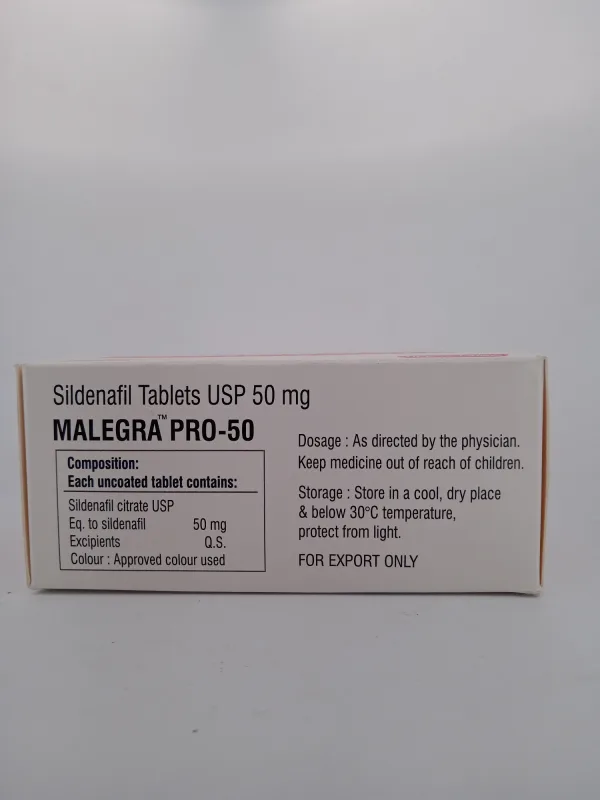 Sildenafil Tablets USP 50 mg
MALEGRA™ PRO-50
Composition:
Each uncoated tablet contains:
Sildenafil citrate USP
Eq. to sildenafil 50 mg
Excipients Q.S.
Colour : Approved colour used
Dosage : As directed by the physician.
Keep medicine out of reach of children.
Storage : Store in a cool, dry place
& below 30°C temperature,
protect from light.
FOR EXPORT ONLY